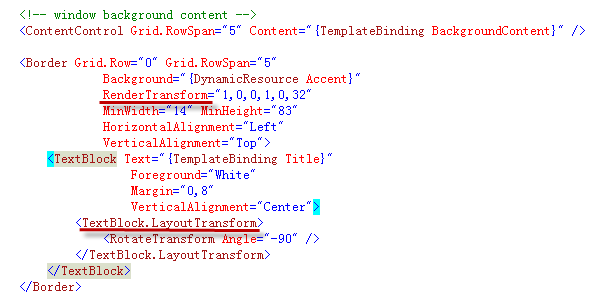 <!-- window background content -->
<ContentControl Grid.RowSpan="5" Content="{TemplateBinding BackgroundContent}" />
<Border Grid.Row="0" Grid.RowSpan="5"
Background="{DynamicResource Accent}"
RenderTransform="1,0,0,1,0,32"
MinWidth="14" MinHeight="83"
HorizontalAlignment="Left"
VerticalAlignment="Top">
<TextBlock Text="{TemplateBinding Title}"
Foreground="White"
Margin="0,8"
VerticalAlignment="Center">
<TextBlock.LayoutTransform>
<RotateTransform Angle="-90" />
</TextBlock.LayoutTransform>
</TextBlock>
</Border>